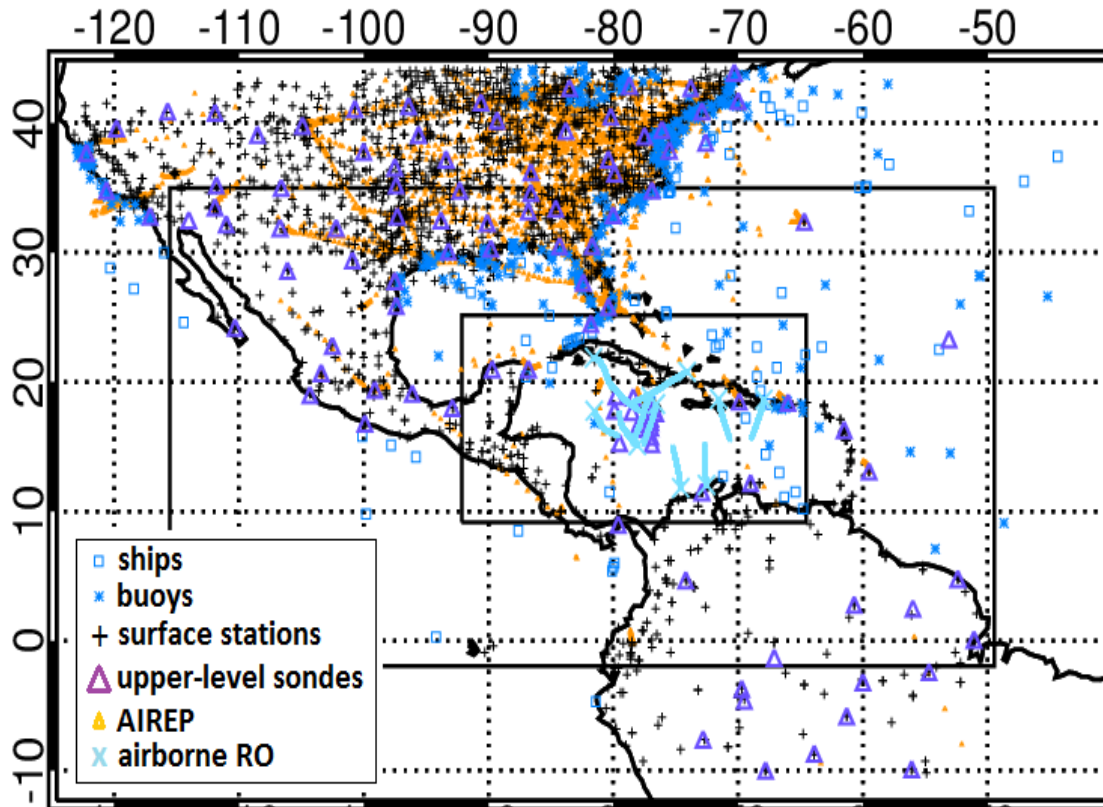 -120 -110 -100 -90 -80 -70 -60 -50
40
30
20
10
0
-10
ships
buoys
surface stations
upper-level sondes
AIREP
airborne RO